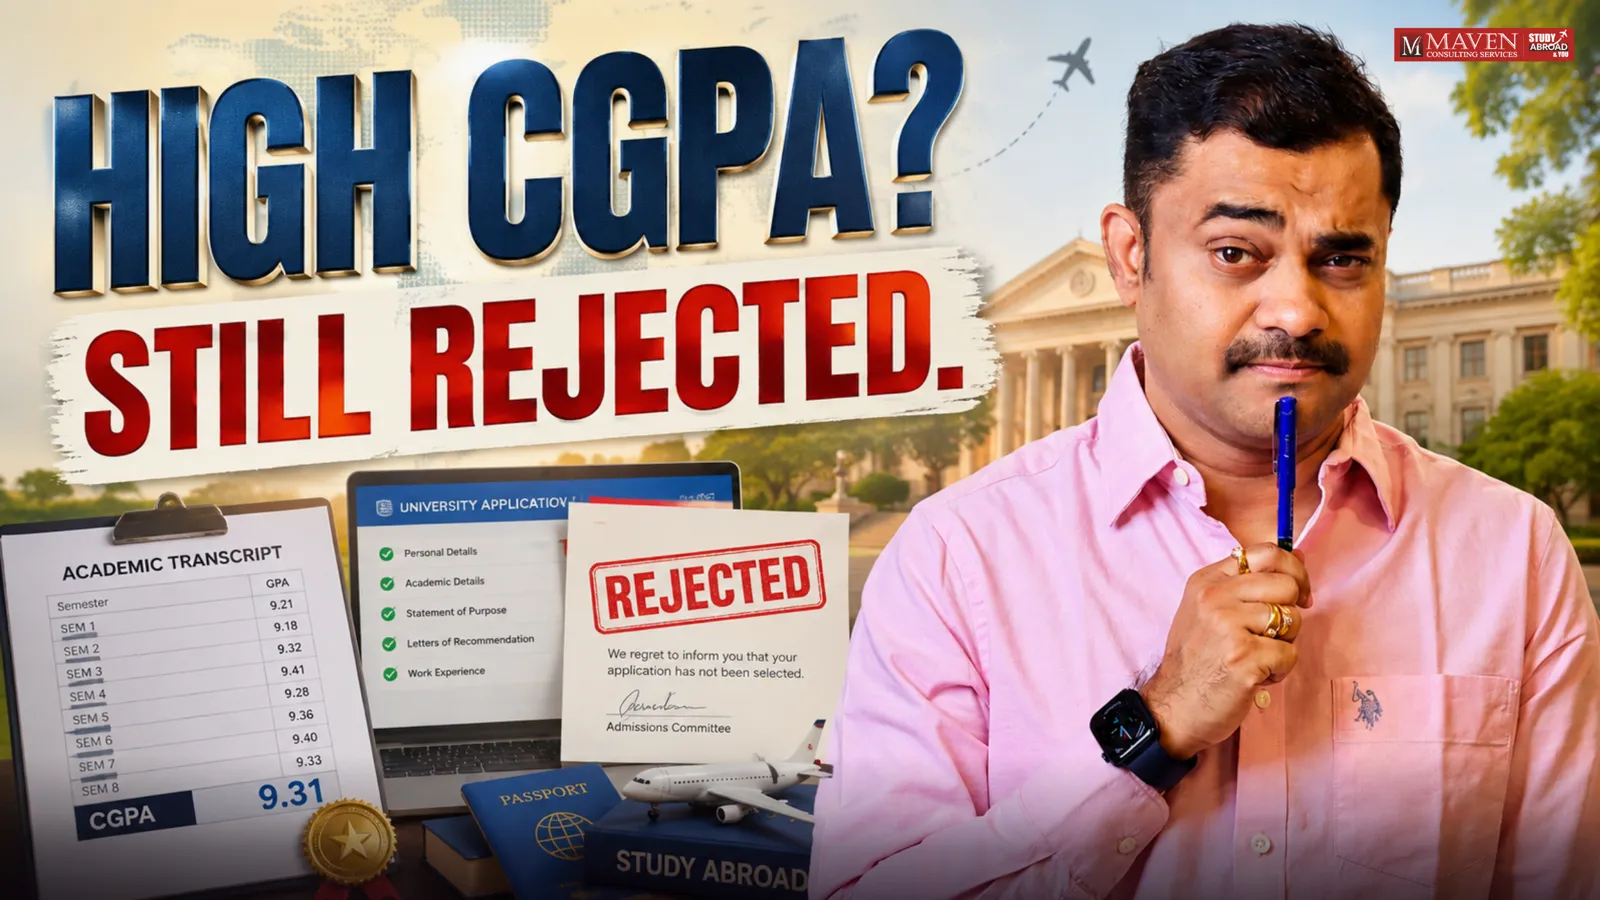 HIGH CGPA?
STILL REJECTED.
M MAVEN
CONSULTING SERVICES
STUDY
ABROAD
& YOU
ACADEMIC TRANSCRIPT
Semester GPA
SEM 1 9.21
SEM 2 9.18
SEM 3 9.32
SEM 4 9.41
SEM 5 9.28
SEM 6 9.36
SEM 7 9.40
SEM 8 9.33
CGPA 9.31
UNIVERSITY APPLICATION
Personal Details
Academic Details
Statement of Purpose
Letters of Recommendation
Work Experience
REJECTED
We regret to inform you that your
application has not been selected.
Admissions Committee
PASSPORT
STUDY ABROAD